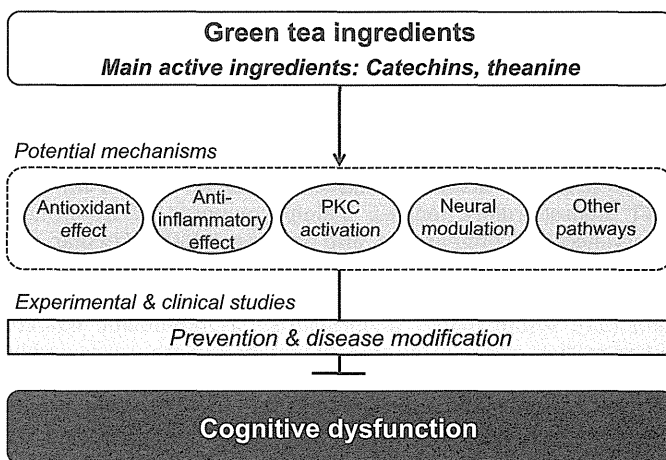 Green tea ingredients
Main active ingredients: Catechins, theanine
Potential mechanisms
Antioxidant
effect
Anti-
inflammatory
effect
PKC
activation
Neural
modulation
Other
pathways
Experimental & clinical studies
Prevention & disease modification
Cognitive dysfunction